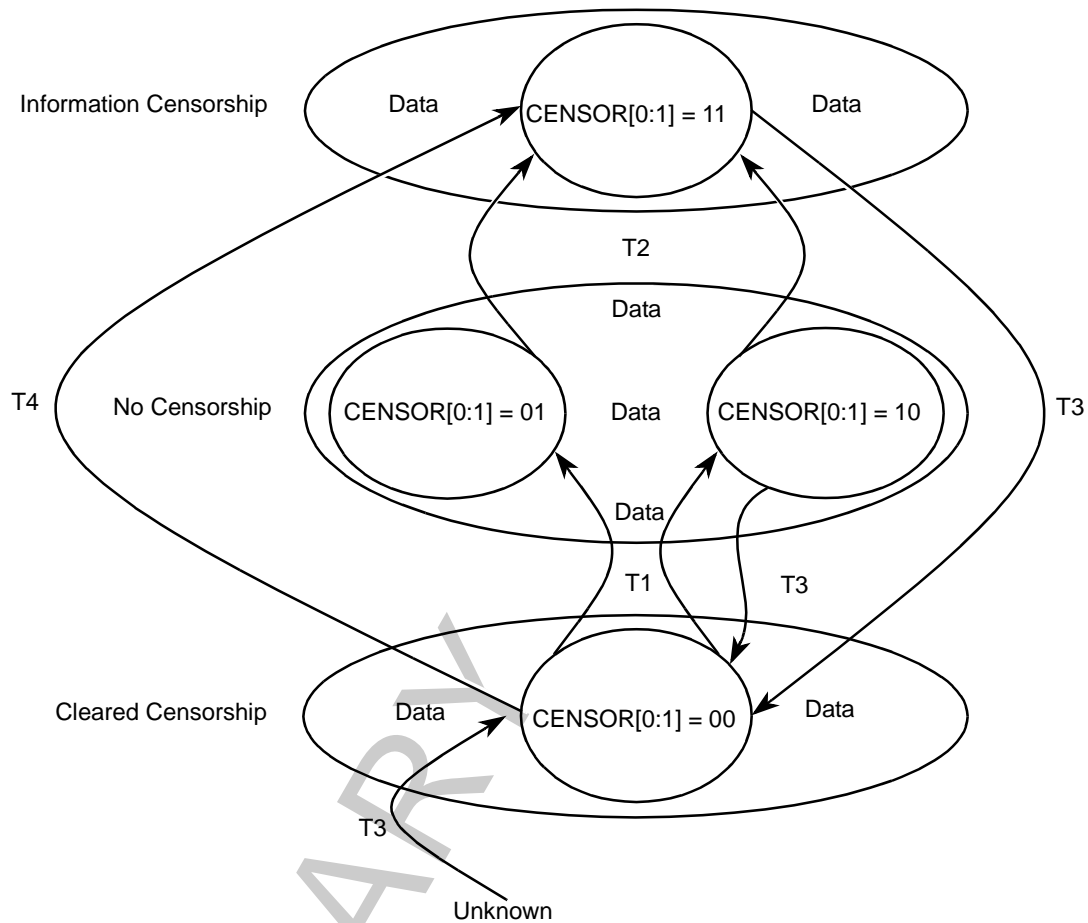 Information Censorship
Data
CENSOR[0:1] = 11
Data
T2
Data
T4
No Censorship
CENSOR[0:1] = 01
Data
CENSOR[0:1] = 10
T3
Data
T1
T3
Cleared Censorship
Data
CENSOR[0:1] = 00
Data
T3
Unknown
ARY